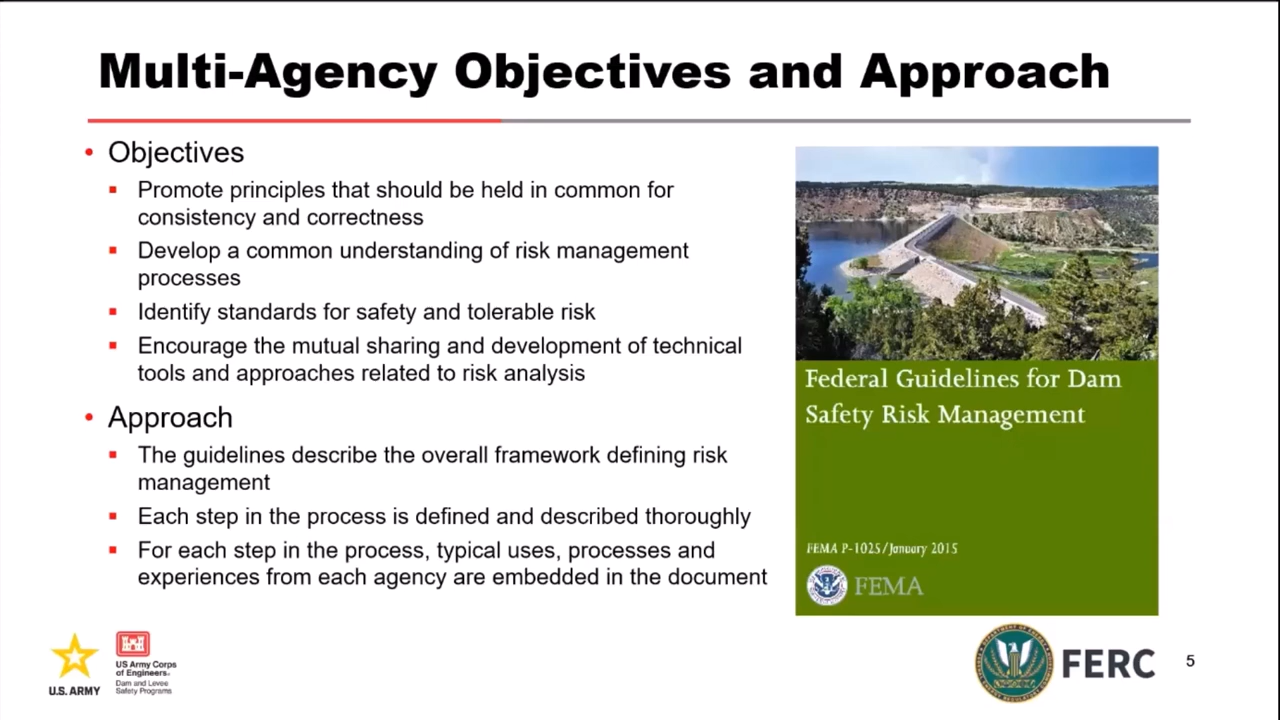 Multi-Agency Objectives and Approach
Objectives
Promote principles that should be held in common for
consistency and correctness
Develop a common understanding of risk management
processes
Identify standards for safety and tolerable risk
Encourage the mutual sharing and development of technical
tools and approaches related to risk analysis
Approach
The guidelines describe the overall framework defining risk
management
Each step in the process is defined and described thoroughly
For each step in the process, typical uses, processes and
experiences from each agency are embedded in the document
Federal Guidelines for Dam
Safety Risk Management
FEMA P-1025/January 2015
FEMA
U.S. ARMY
US Army Corps
of Engineers
Dam and Levee
Safety Programs
FERC
5